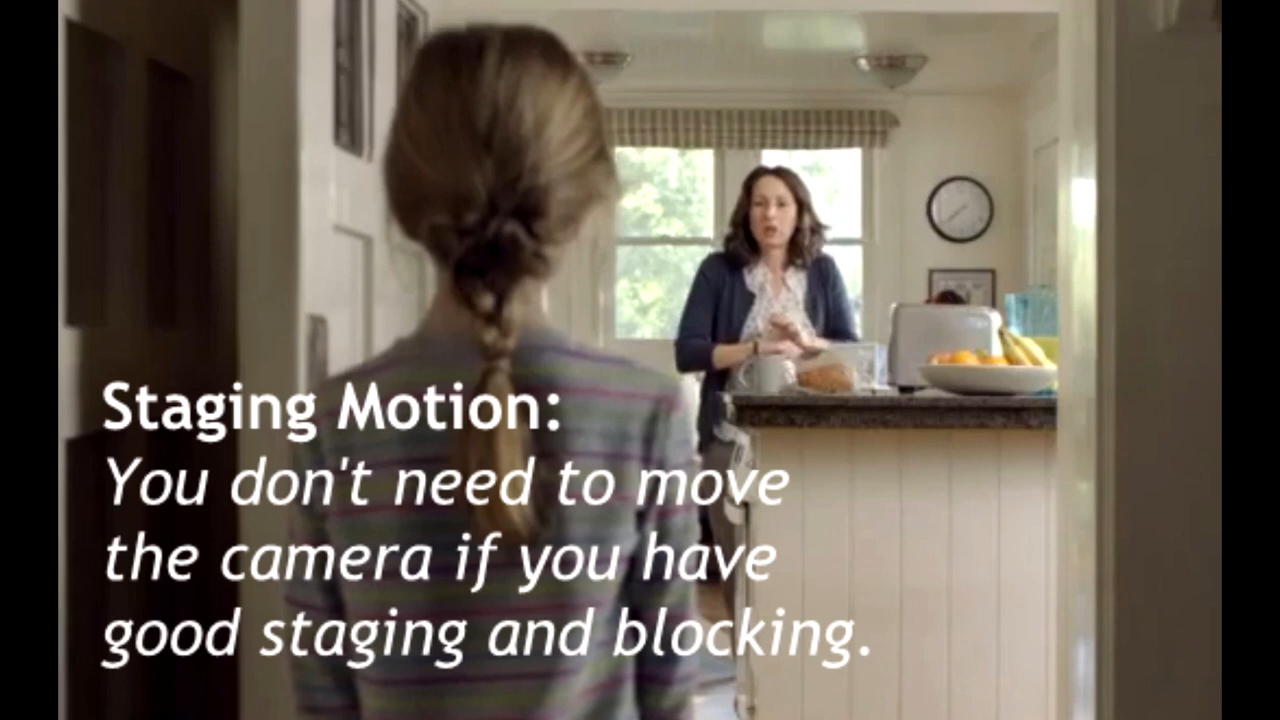 Staging Motion:
You don't need to move
the camera if you have
good staging and blocking.